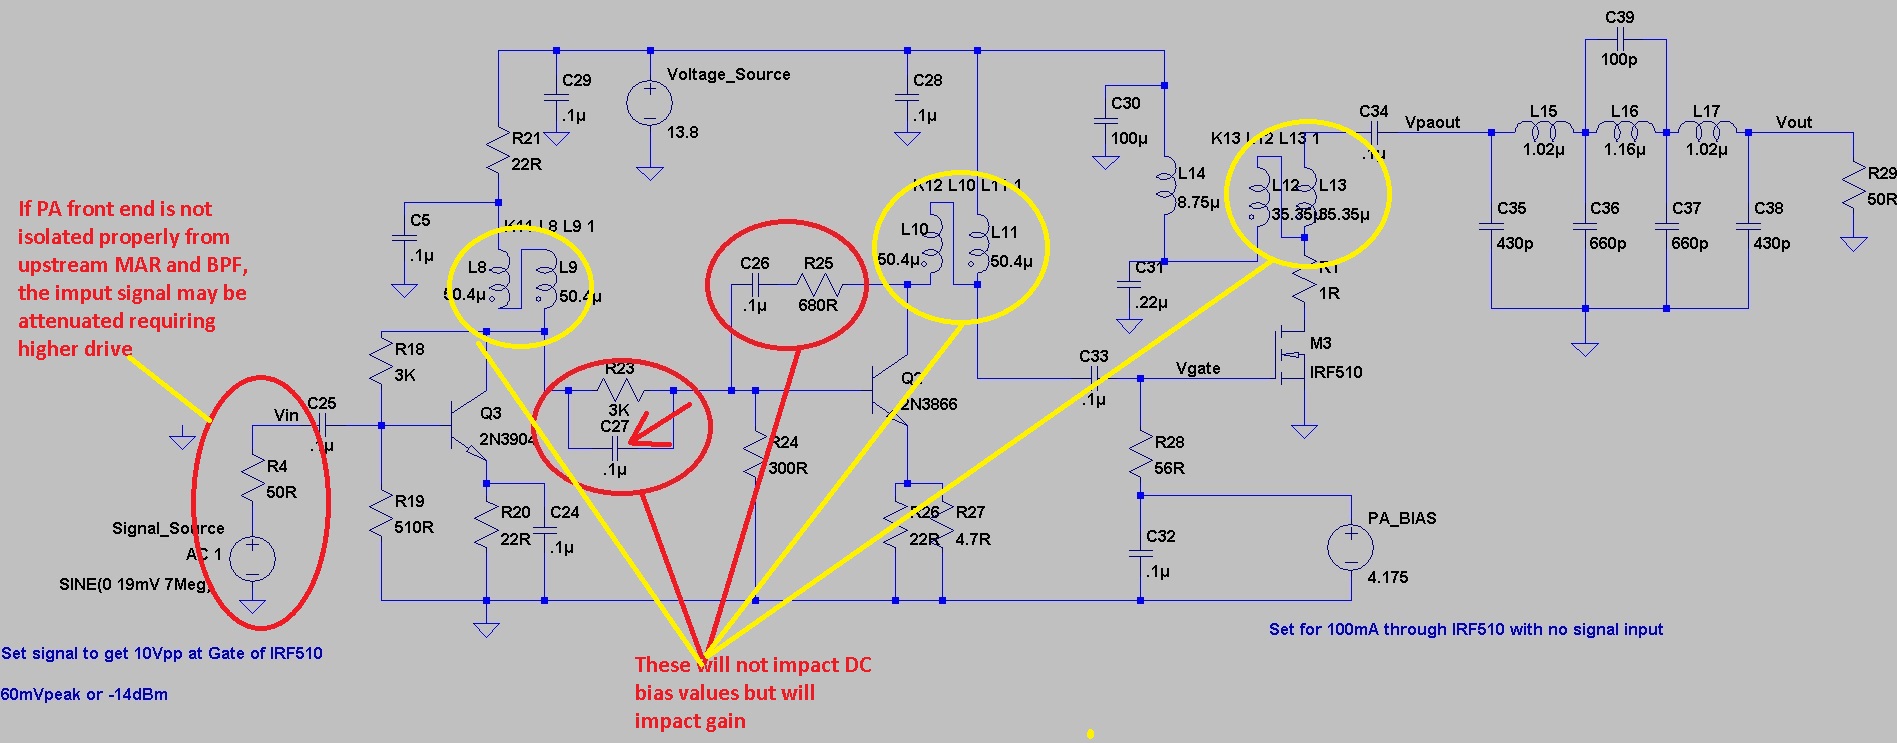 C39
100p
C29
.1µ
Voltage_Source
13.8
C28
.1µ
C30
100µ
C34
.1µ
Vpaout
L15
1.02µ
L16
1.16µ
L17
1.02µ
Vout
R21
22R
K13 L12 L13 1
L14
8.75µ
L12
35.35µ
L13
35.35µ
R29
50R
If PA front end is not
isolated properly from
upstream MAR and BPF,
the imput signal may be
attenuated requiring
higher drive
C5
.1µ
K11 L8 L9 1
L8
50.4µ
L9
50.4µ
K12 L10 L11 1
L10
50.4µ
L11
50.4µ
C26
.1µ
R25
680R
C31
.22µ
R1
1R
C35
430p
C36
660p
C37
660p
C38
430p
R18
3K
R23
3K
C27
.1µ
Q3
2N3904
2N3866
C33
.1µ
Vgate
M3
IRF510
Vin
C25
.1µ
R4
50R
R24
300R
R28
56R
Signal_Source
AC 1
SINE(0 19mV 7Meg)
R19
510R
R20
22R
C24
.1µ
R26
22R
R27
4.7R
C32
.1µ
PA_BIAS
4.175
Set signal to get 10Vpp at Gate of IRF510
60mVpeak or -14dBm
These will not impact DC
bias values but will
impact gain
Set for 100mA through IRF510 with no signal input